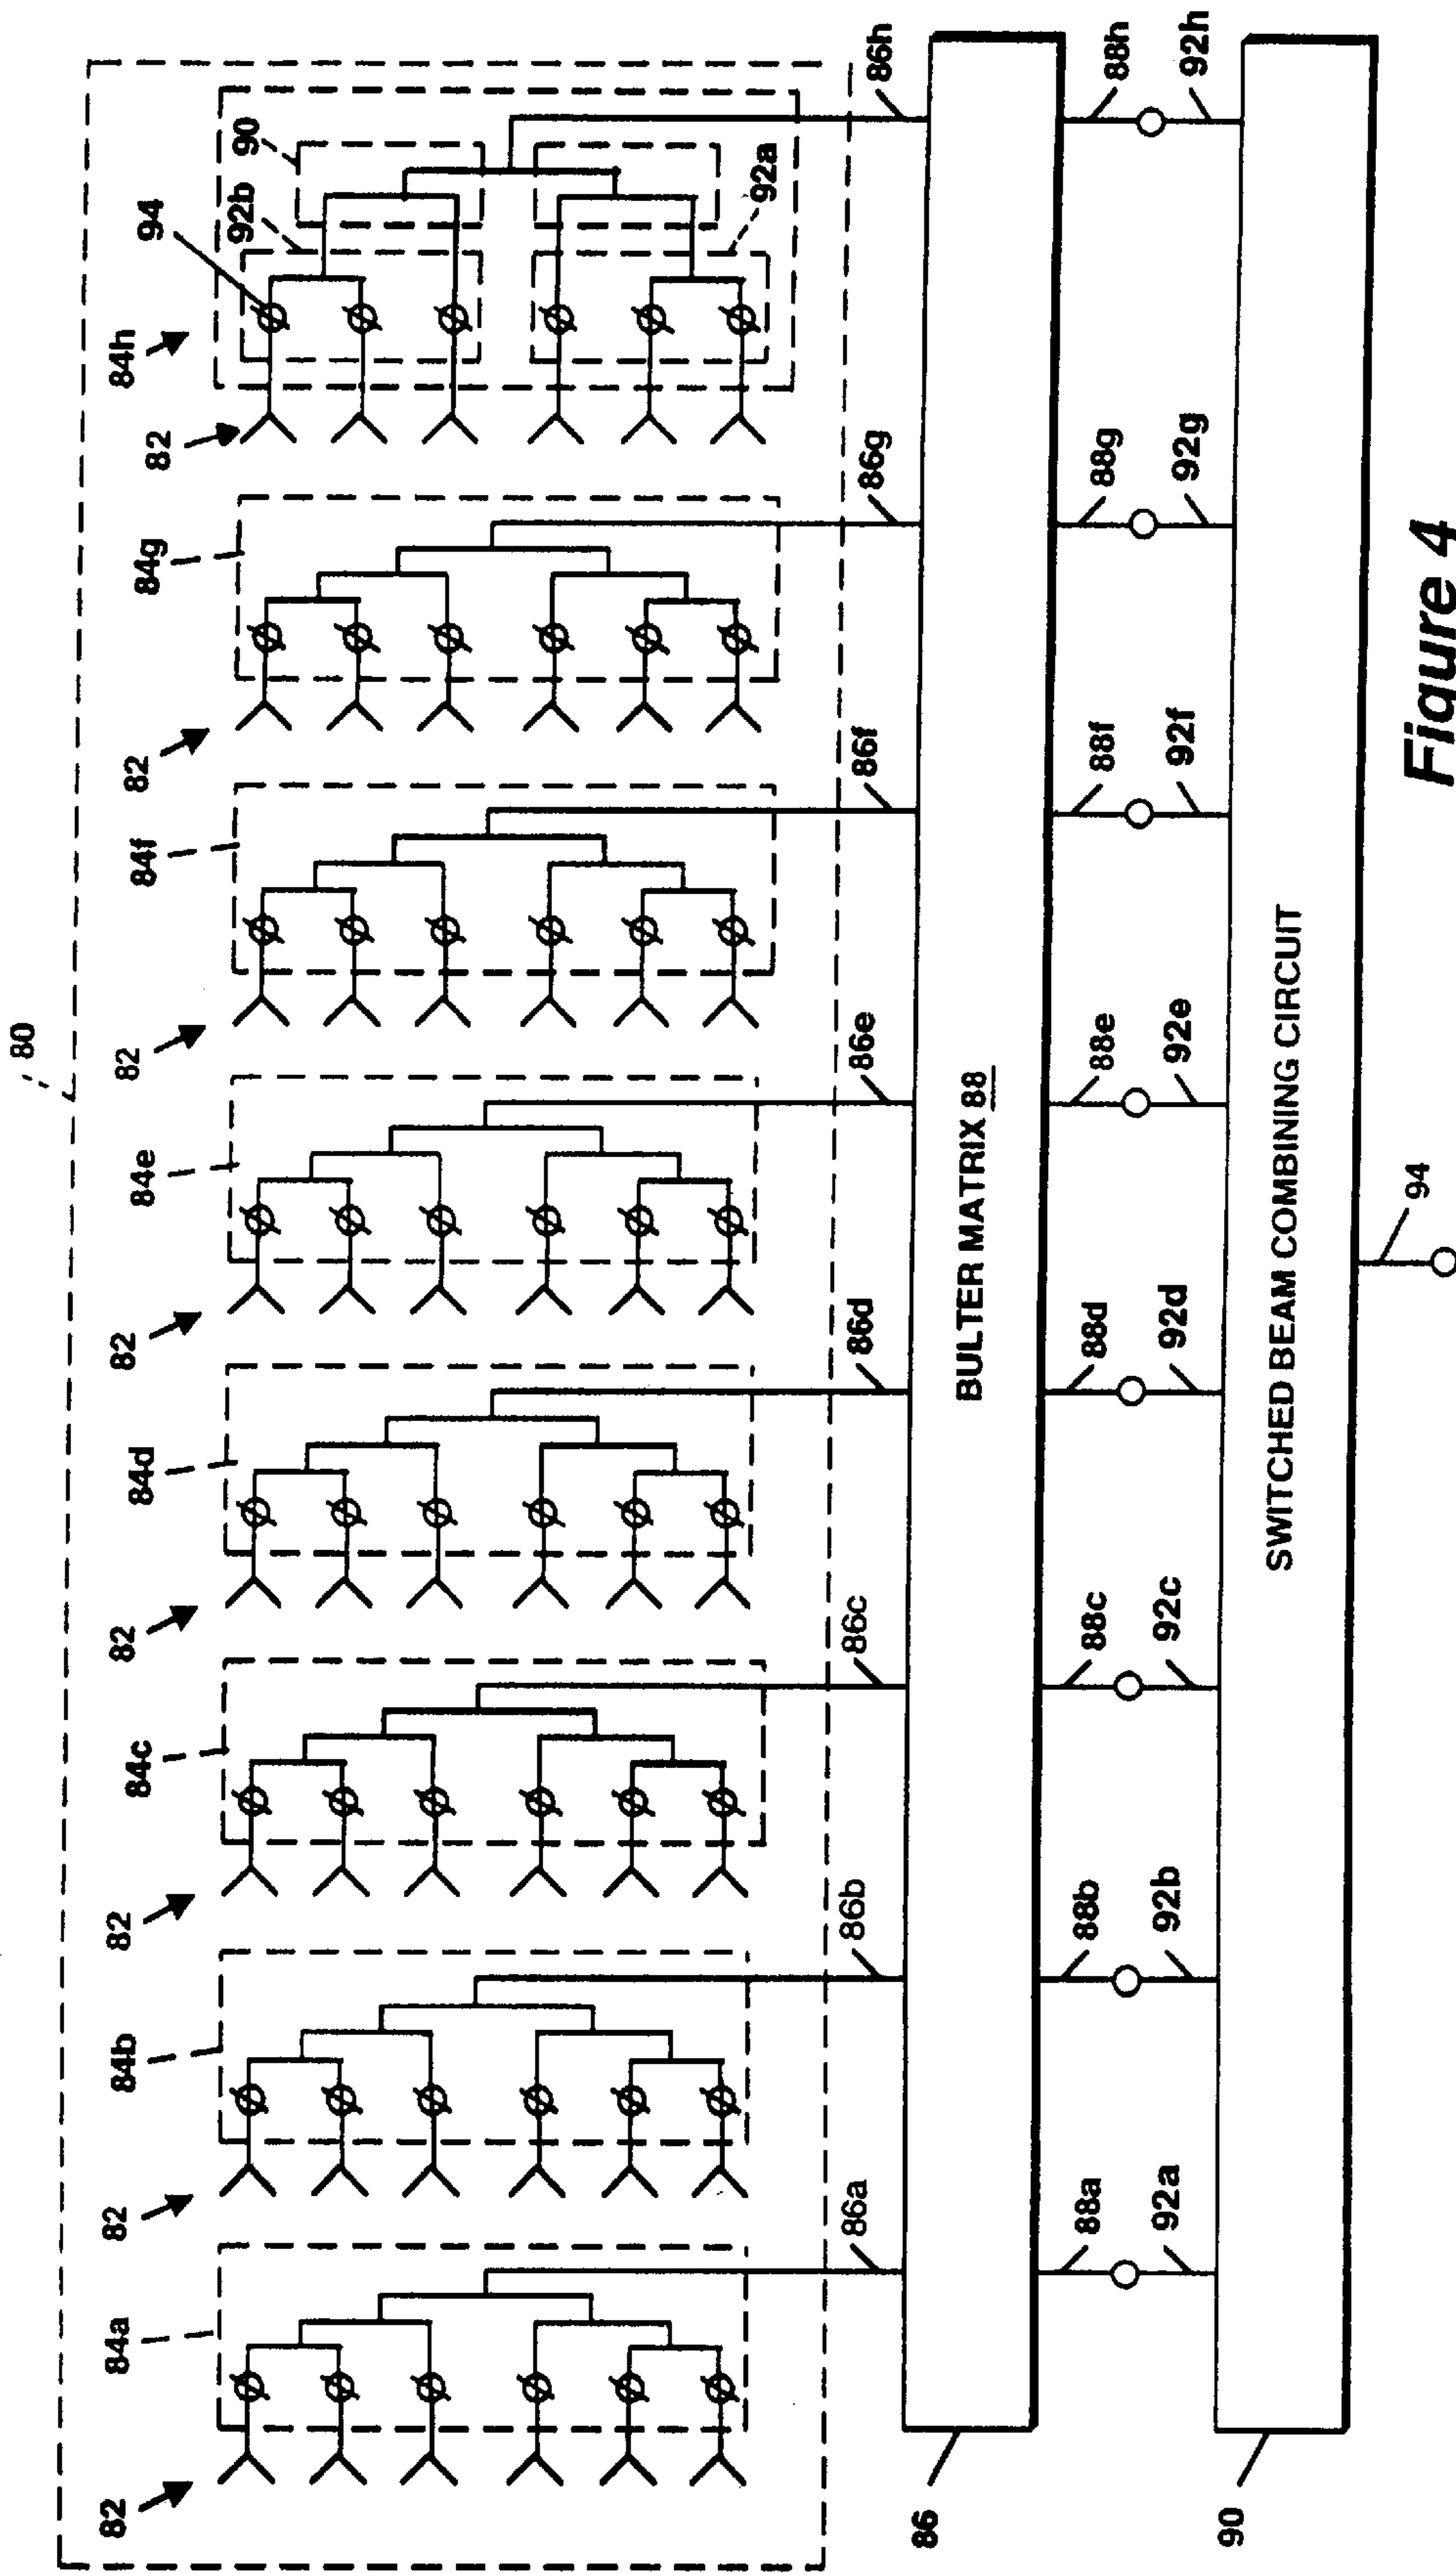 80
82 84a
82 84b
82 84c
82 84d
82 84e
82 84f
82 84g
82 84h 94 92b 90
92a
86a 86b 86c 86d 86e 86f 86g 86h
86
BULTER MATRIX 88
88a 88b 88c 88d 88e 88f 88g 88h
92a 92b 92c 92d 92e 92f 92g 92h
90
SWITCHED BEAM COMBINING CIRCUIT
94
Figure 4